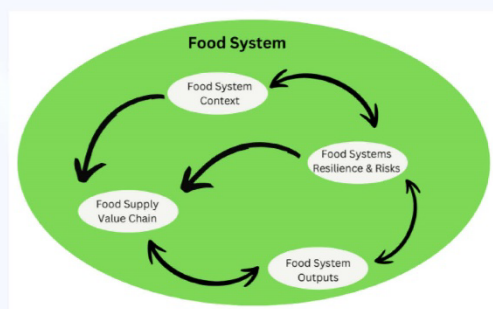 Food System
Food System
Context
Food Systems
Resilience & Risks
Food Supply
Value Chain
Food System
Outputs